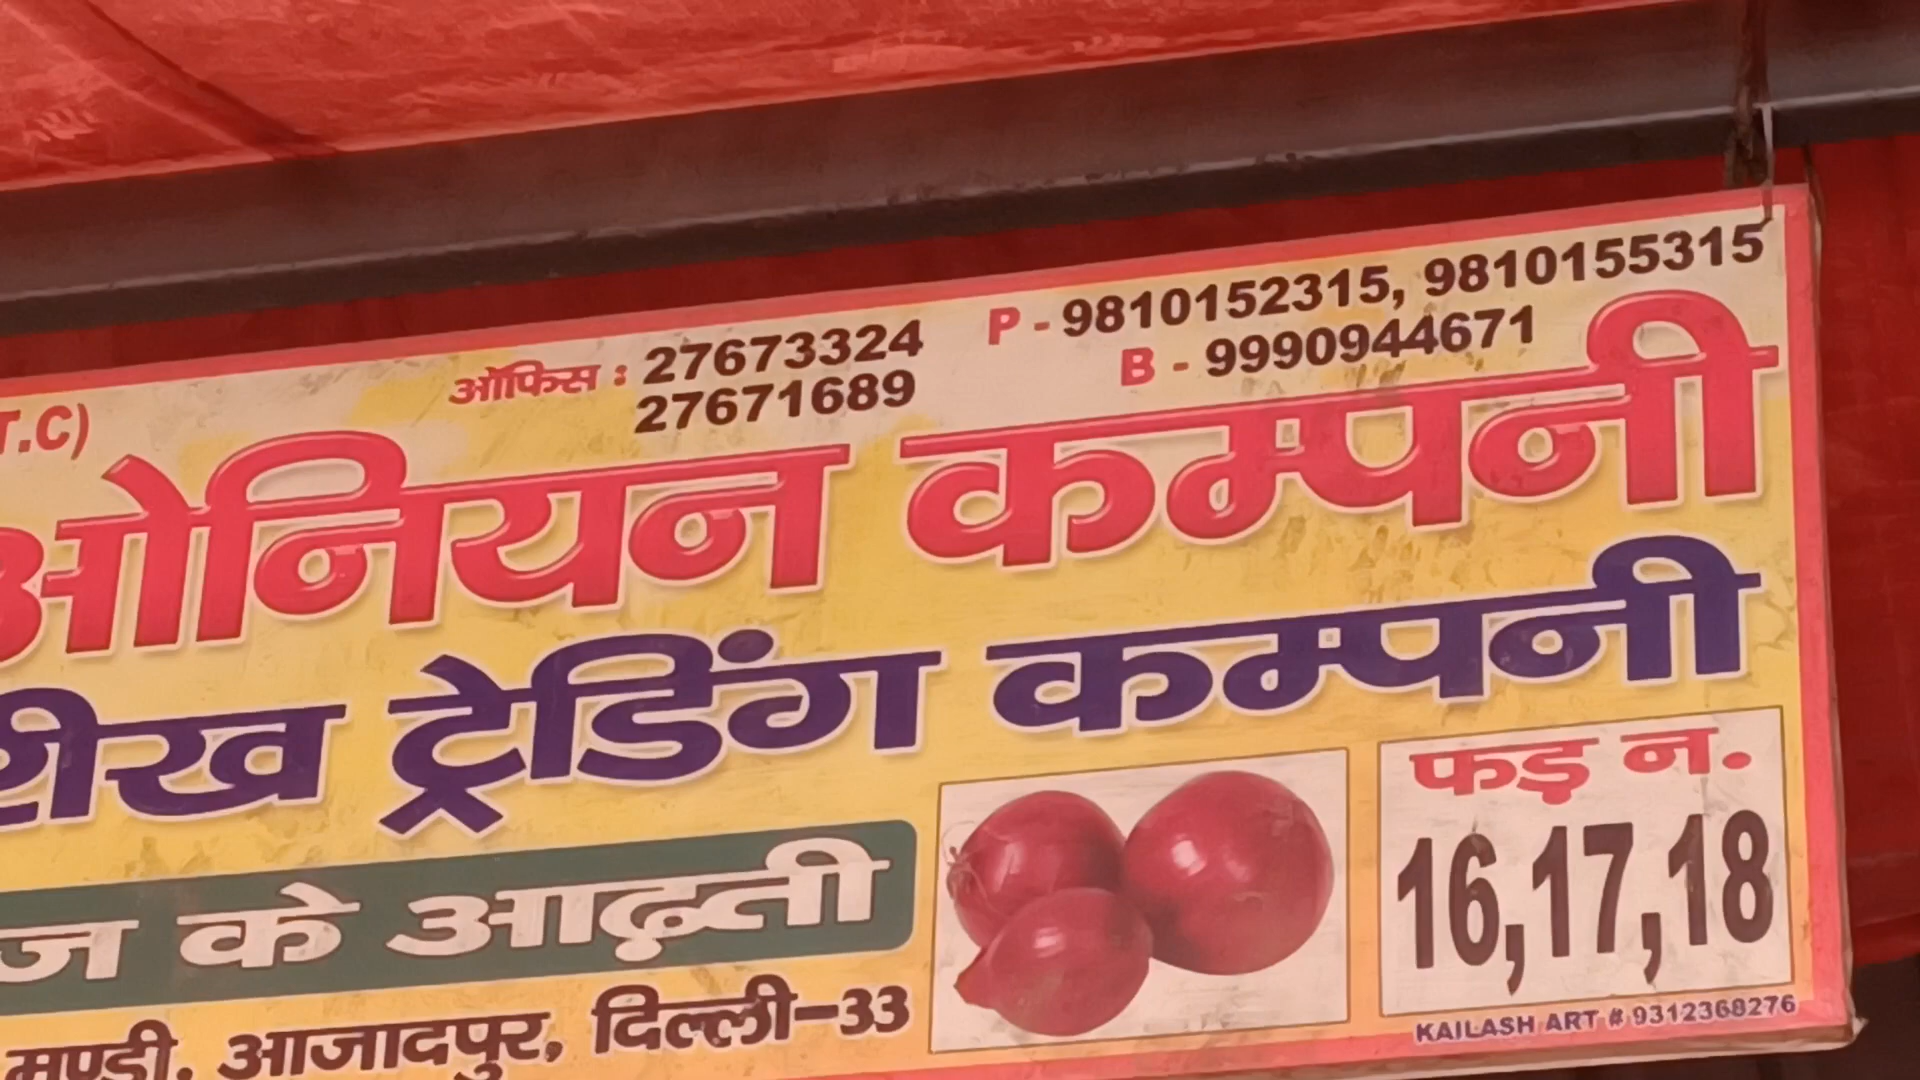 ऑफिस : 27673324 P - 9810152315, 9810155315
27671689 B - 9990944671
T.C)
ओनियन कम्पनी
रीख ट्रेडिंग कम्पनी
ज के आढ़ती
मण्डी, आजादपुर, दिल्ली-33
फड़ न.
16,17,18
KAILASH ART # 9312368276